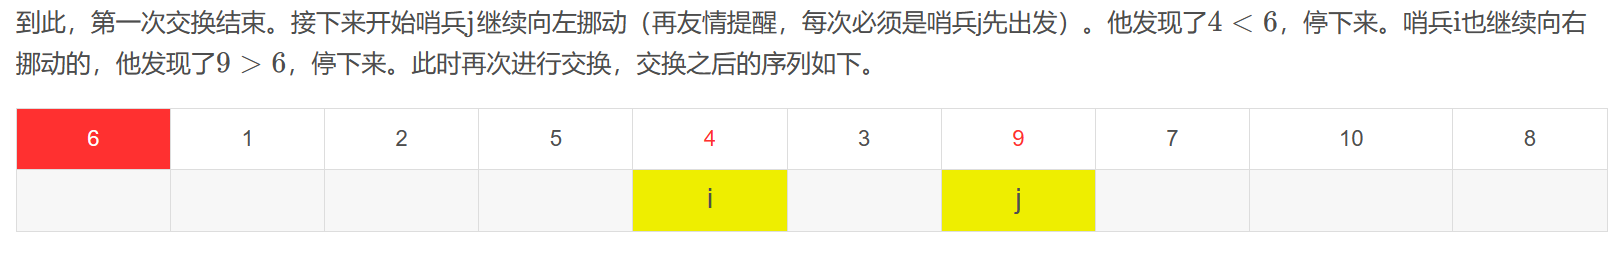 到此，第一次交换结束。接下来开始哨兵j继续向左挪动（再友情提醒，每次必须是哨兵j先出发）。他发现了4 < 6，停下来。哨兵i也继续向右
挪动的，他发现了9 > 6，停下来。此时再次进行交换，交换之后的序列如下。
6 1 2 5 4 3 9 7 10 8
i j